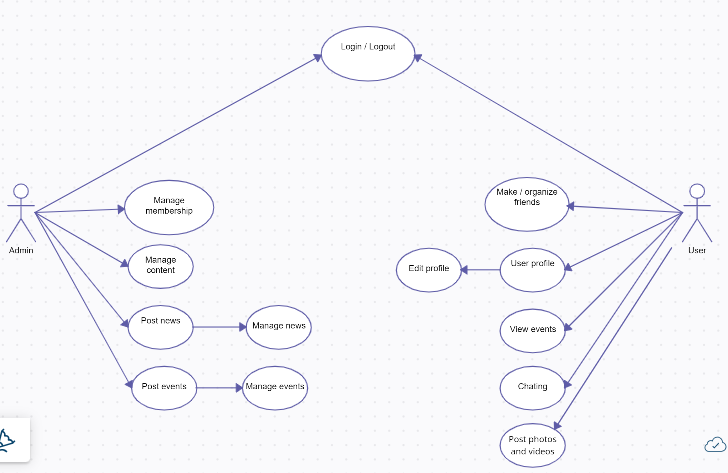 Login / Logout
Manage
membership
Make / organize
friends
Admin
User
Manage
content
Edit profile
User profile
Post news
Manage news
View events
Post events
Manage events
Chating
Post photos
and videos